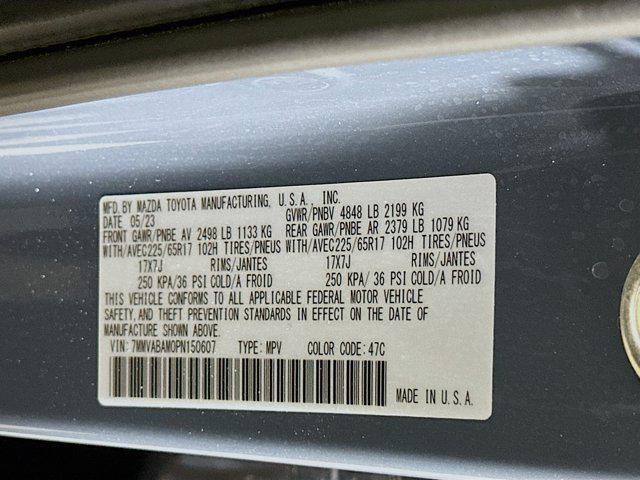 MFD. BY MAZDA TOYOTA MANUFACTURING, U.S.A., INC.
DATE 05/23 GVWR/PNBV 4848 LB 2199 KG
FRONT GAWR/PNBE AV 2498 LB 1133 KG REAR GAWR/PNBE AR 2379 LB 1079 KG
WITH/AVEC225/65R17 102H TIRES/PNEUS WITH/AVEC225/65R17 102H TIRES/PNEUS
17X7J RIMS/JANTES 17X7J RIMS/JANTES
250 KPA/36 PSI COLD/A FROID 250 KPA/ 36 PSI COLD/A FROID
THIS VEHICLE CONFORMS TO ALL APPLICABLE FEDERAL MOTOR VEHICLE
SAFETY, AND THEFT PREVENTION STANDARDS IN EFFECT ON THE DATE OF
MANUFACTURE SHOWN ABOVE.
VIN: 7MMVABAM0PN150607 TYPE: MPV COLOR CODE: 47C
MADE IN U.S.A.